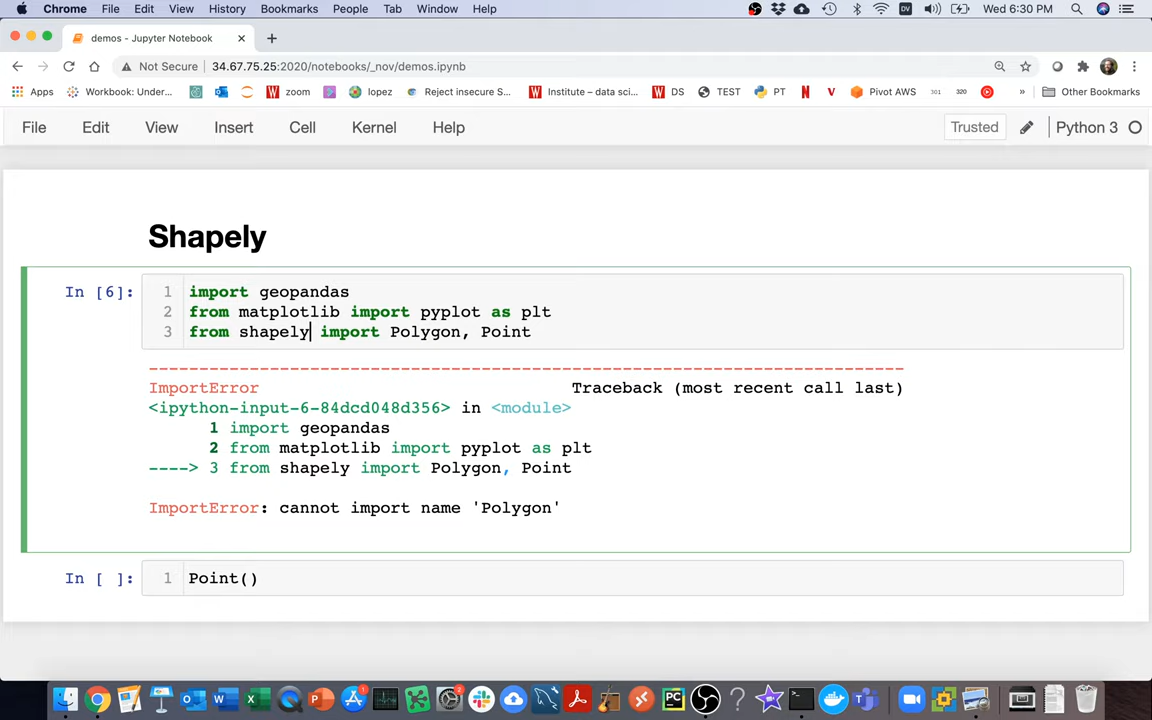 Chrome File Edit View History Bookmarks People Tab Window Help Wed 6:30 PM
demos - Jupyter Notebook
Not Secure 34.67.75.25:2020/notebooks/_nov/demos.ipynb
Apps Workbook: Under... zoom lopez Reject insecure S... Institute – data sci... DS TEST PT Pivot AWS 301 320 » Other Bookmarks
File Edit View Insert Cell Kernel Help Trusted Python 3
Shapely
In [6]: 1 import geopandas
2 from matplotlib import pyplot as plt
3 from shapely import Polygon, Point
---------------------------------------------------------------------------
ImportError Traceback (most recent call last)
<ipython-input-6-84dcd048d356> in <module>
1 import geopandas
2 from matplotlib import pyplot as plt
----> 3 from shapely import Polygon, Point
ImportError: cannot import name 'Polygon'
In [ ]: 1 Point()